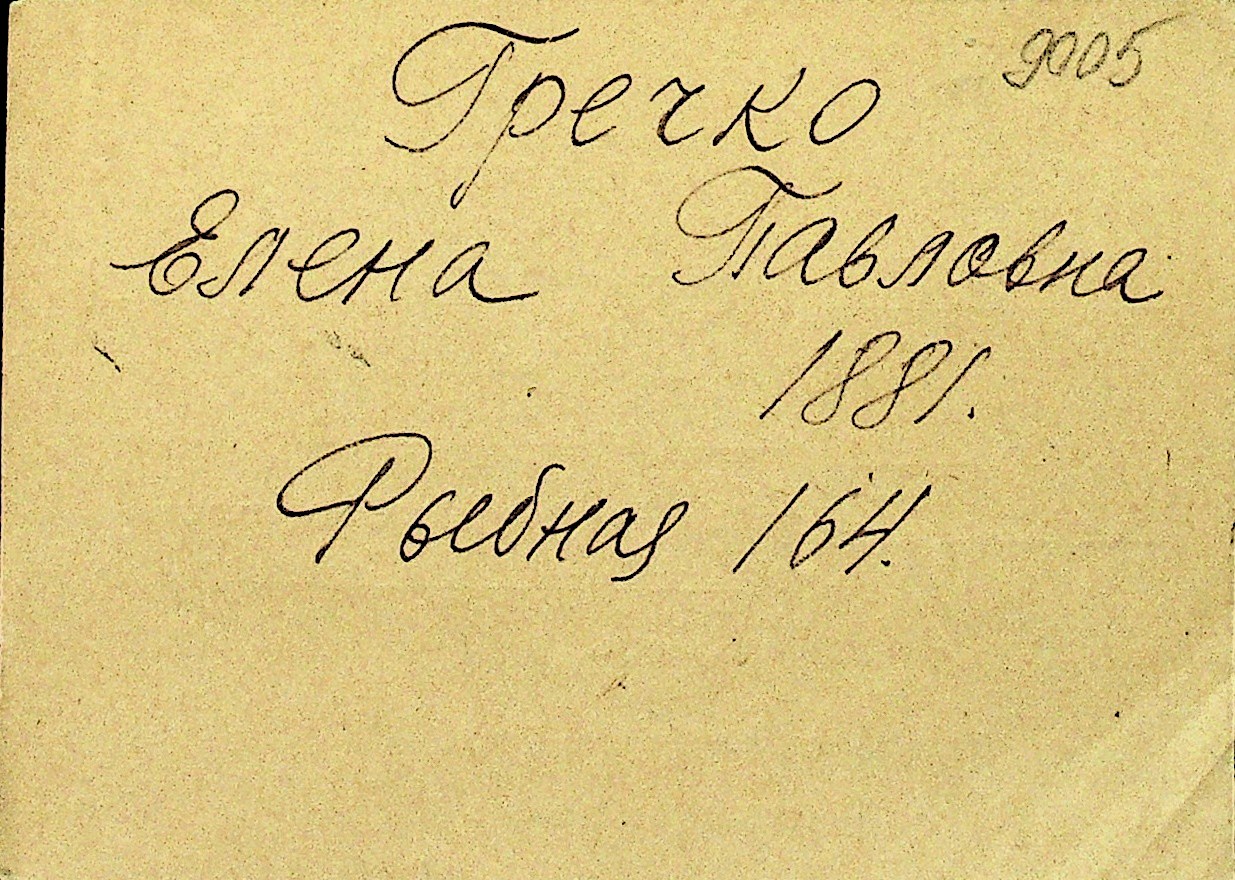 9005
Гречко
Елена Павловна
1881.
Рыбная 164.